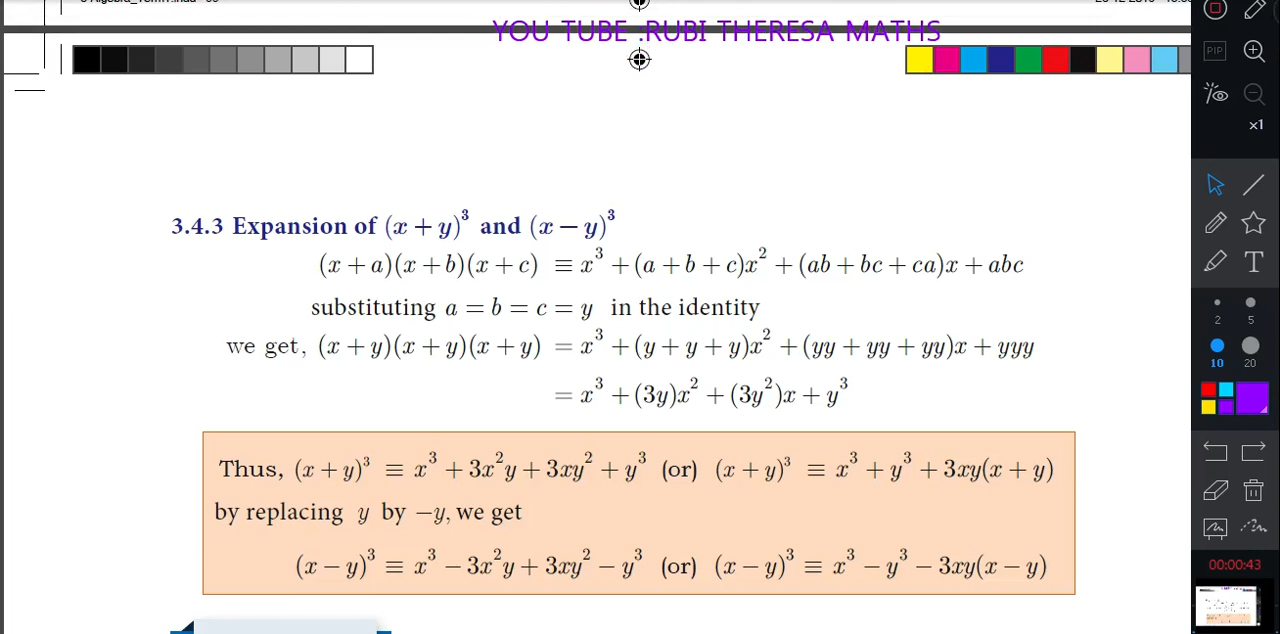 YOU TUBE :RUBI THERESA MATHS
PIP
x1
3.4.3 Expansion of (x + y)³ and (x − y)³
(x + a)(x + b)(x + c) ≡ x³ + (a + b + c)x² + (ab + bc + ca)x + abc
substituting a = b = c = y in the identity
we get, (x + y)(x + y)(x + y) = x³ + (y + y + y)x² + (yy + yy + yy)x + yyy
= x³ + (3y)x² + (3y²)x + y³
Thus, (x + y)³ ≡ x³ + 3x²y + 3xy² + y³ (or) (x + y)³ ≡ x³ + y³ + 3xy(x + y)
by replacing y by −y, we get
(x − y)³ ≡ x³ − 3x²y + 3xy² − y³ (or) (x − y)³ ≡ x³ − y³ − 3xy(x − y)
T
2 5
10 20
00:00:43